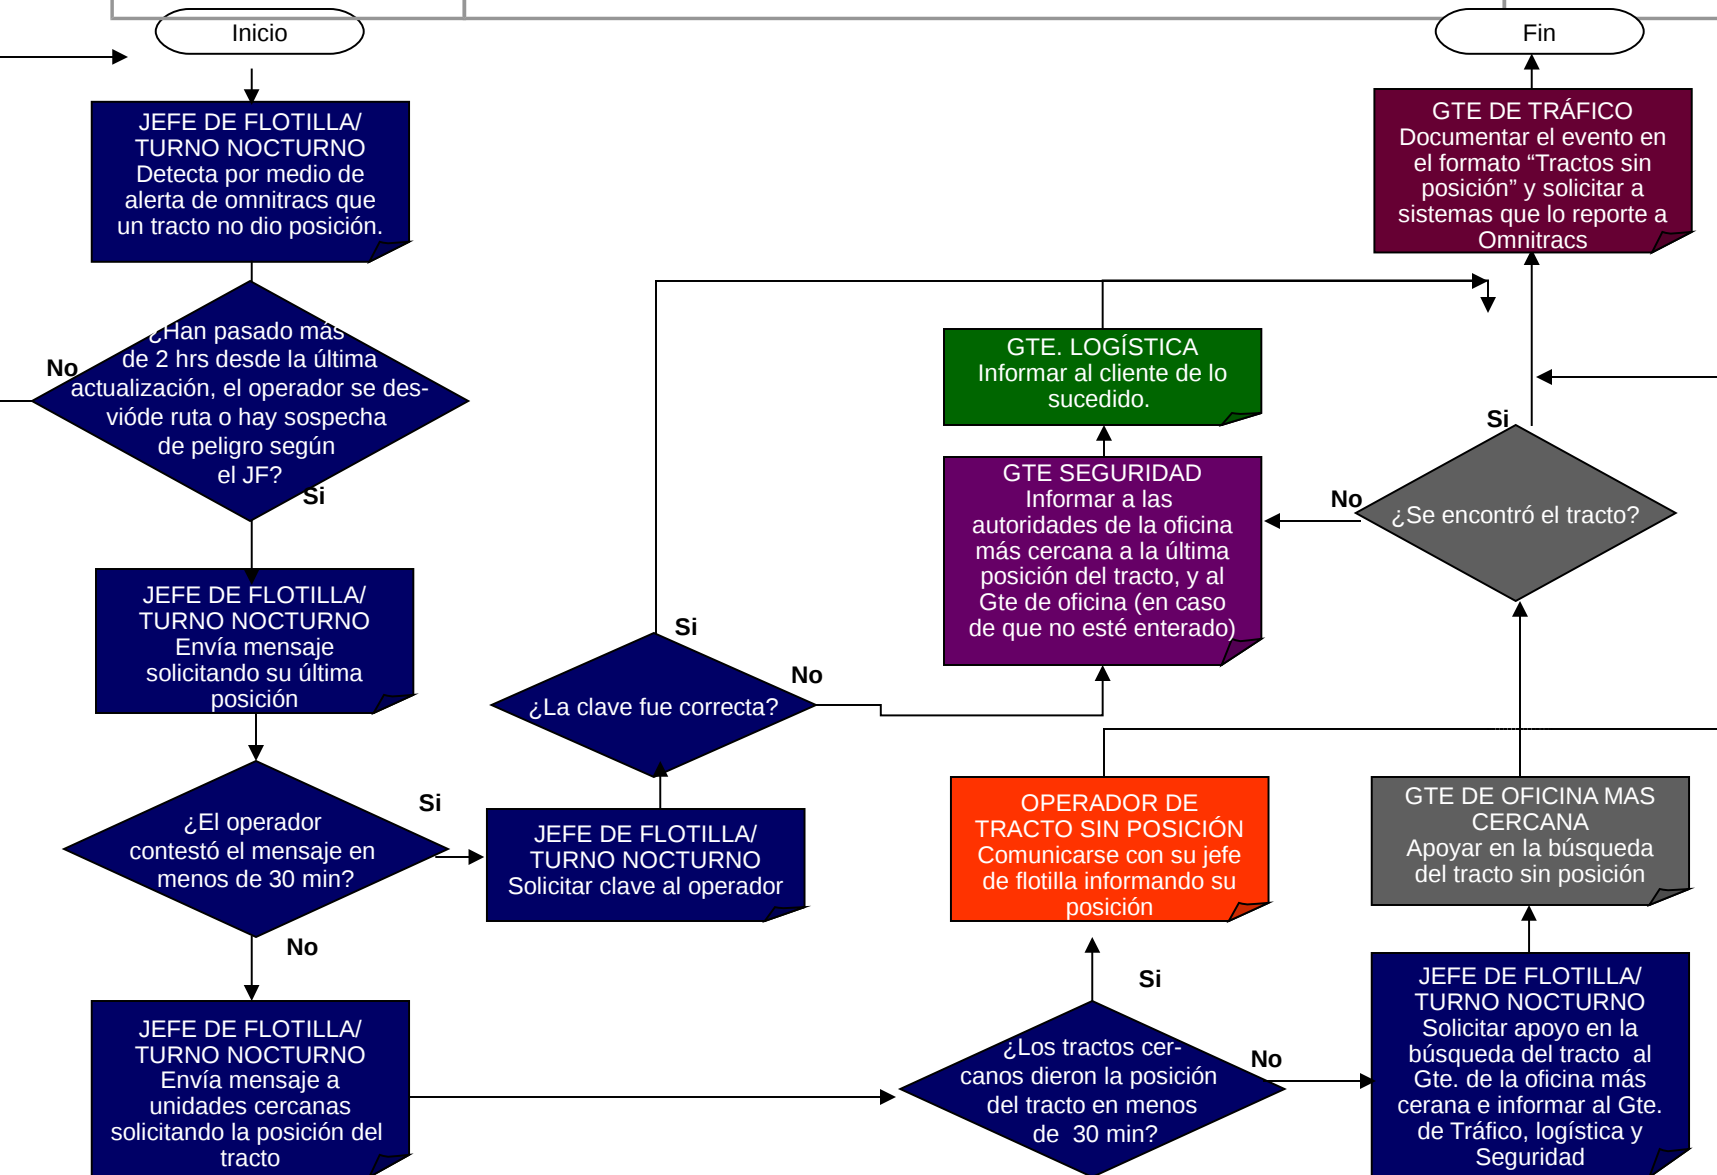 Inicio
JEFE DE FLOTILLA/
TURNO NOCTURNO
Detecta por medio de
alerta de omnitracs que
un tracto no dio posición.
¿Han pasado más
de 2 hrs desde la última
actualización, el operador se des-
vióde ruta o hay sospecha
de peligro según
el JF?
No
Si
JEFE DE FLOTILLA/
TURNO NOCTURNO
Envía mensaje
solicitando su última
posición
¿El operador
contestó el mensaje en
menos de 30 min?
Si
No
JEFE DE FLOTILLA/
TURNO NOCTURNO
Envía mensaje a
unidades cercanas
solicitando la posición del
tracto
JEFE DE FLOTILLA/
TURNO NOCTURNO
Solicitar clave al operador
¿La clave fue correcta?
Si
No
GTE. LOGÍSTICA
Informar al cliente de lo
sucedido.
GTE SEGURIDAD
Informar a las
autoridades de la oficina
más cercana a la última
posición del tracto, y al
Gte de oficina (en caso
de que no esté enterado)
OPERADOR DE
TRACTO SIN POSICIÓN
Comunicarse con su jefe
de flotilla informando su
posición
Si
¿Los tractos cer-
canos dieron la posición
del tracto en menos
de  30 min?
No
Fin
GTE DE TRÁFICO
Documentar el evento en
el formato “Tractos sin
posición” y solicitar a
sistemas que lo reporte a
Omnitracs
Si
No
¿Se encontró el tracto?
GTE DE OFICINA MAS
CERCANA
Apoyar en la búsqueda
del tracto sin posición
JEFE DE FLOTILLA/
TURNO NOCTURNO
Solicitar apoyo en la
búsqueda del tracto  al
Gte. de la oficina más
cerana e informar al Gte.
de Tráfico, logística y
Seguridad